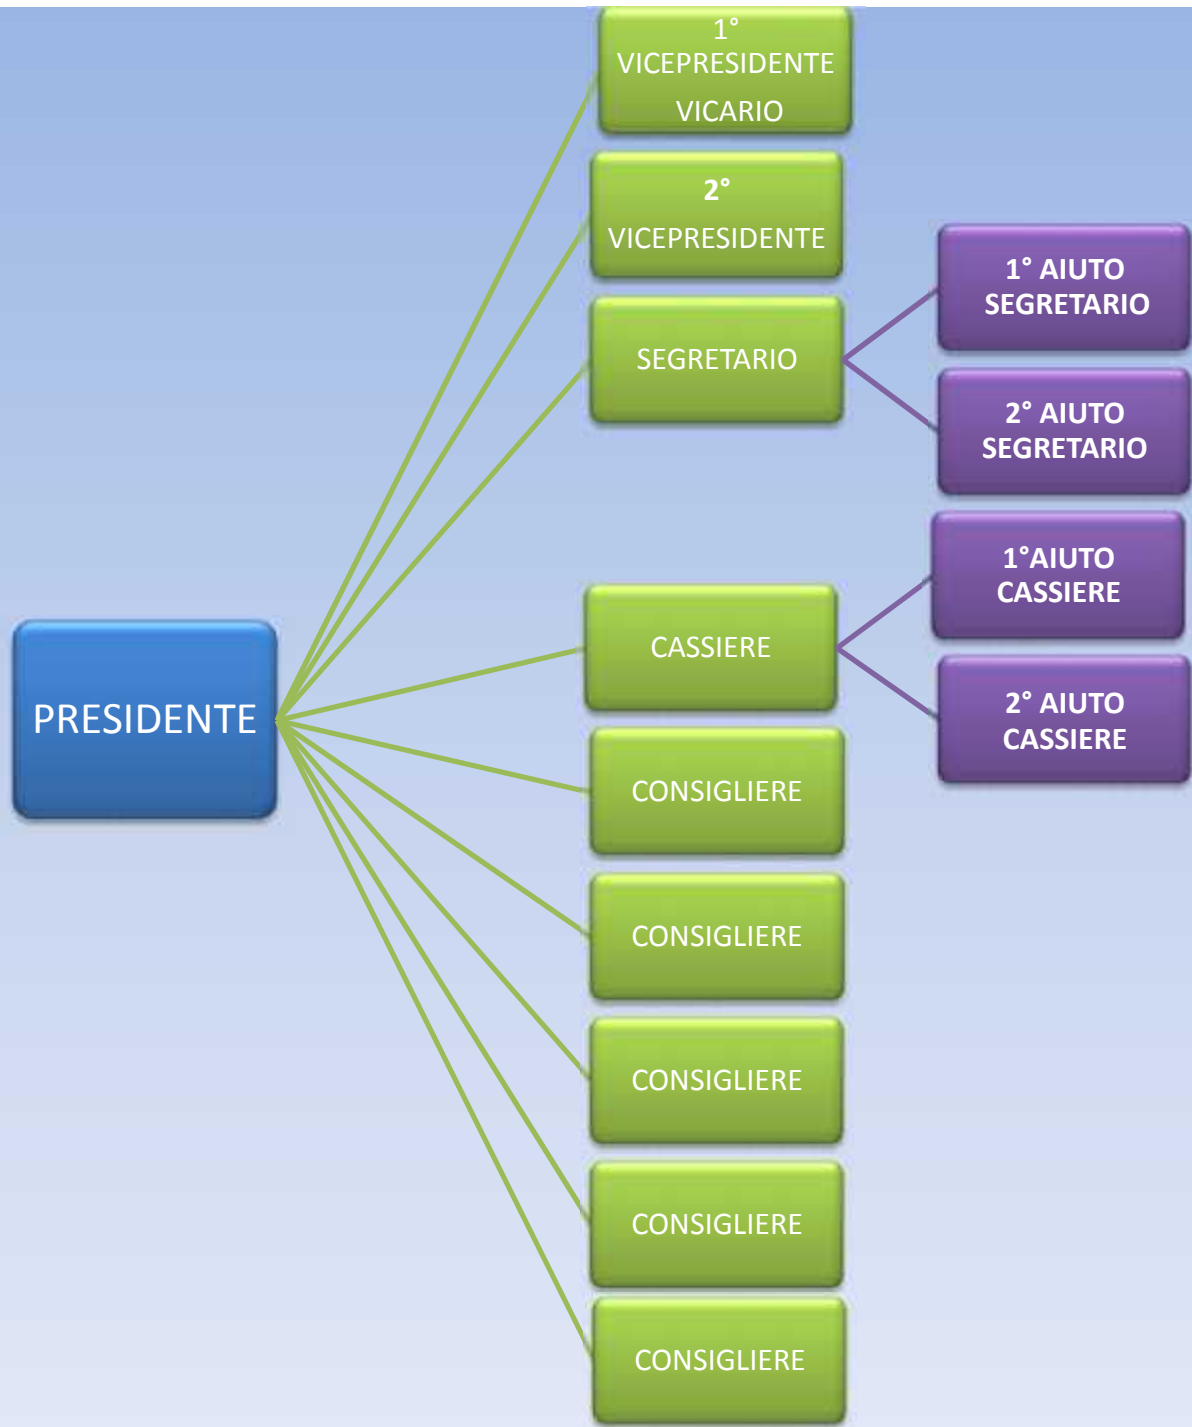 1°
VICEPRESIDENTE
VICARIO
2°
VICEPRESIDENTE
SEGRETARIO
1° AIUTO
SEGRETARIO
2° AIUTO
SEGRETARIO
1°AIUTO
CASSIERE
CASSIERE
2° AIUTO
CASSIERE
PRESIDENTE
CONSIGLIERE
CONSIGLIERE
CONSIGLIERE
CONSIGLIERE
CONSIGLIERE